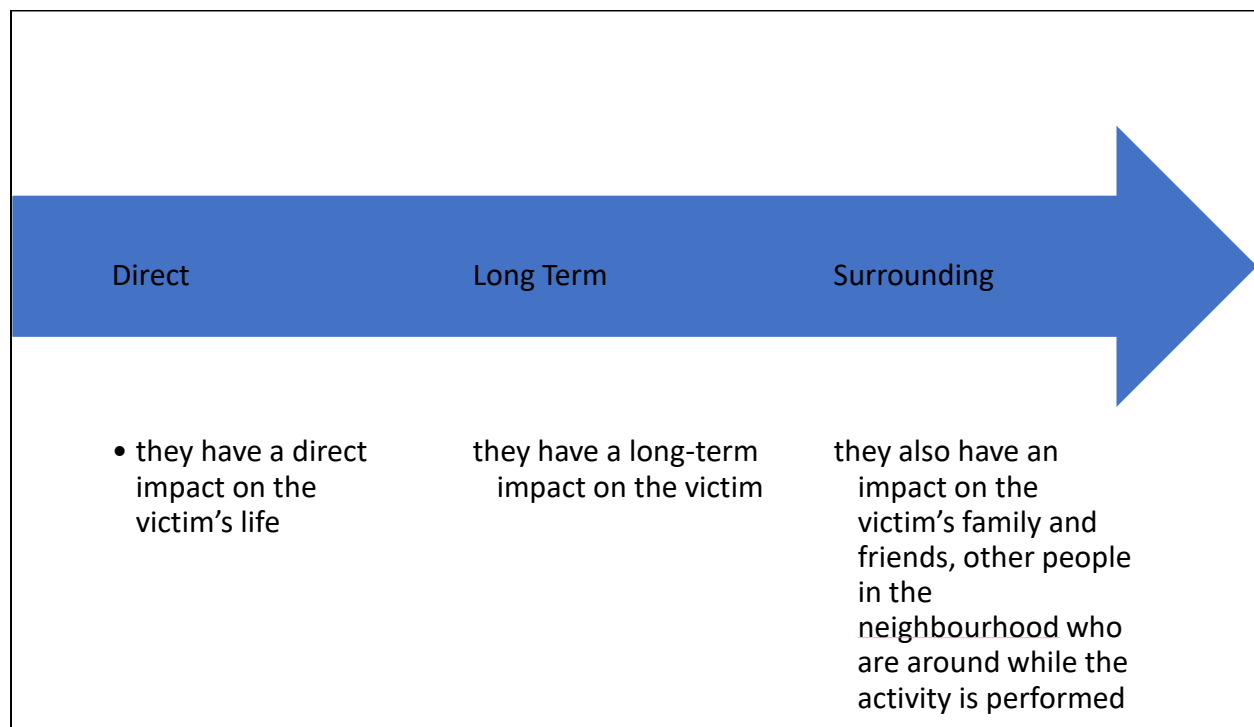 Direct
Long Term
Surrounding
• they have a direct
impact on the
victim’s life
they have a long-term
impact on the victim
they also have an
impact on the
victim’s family and
friends, other people
in the
neighbourhood who
are around while the
activity is performed